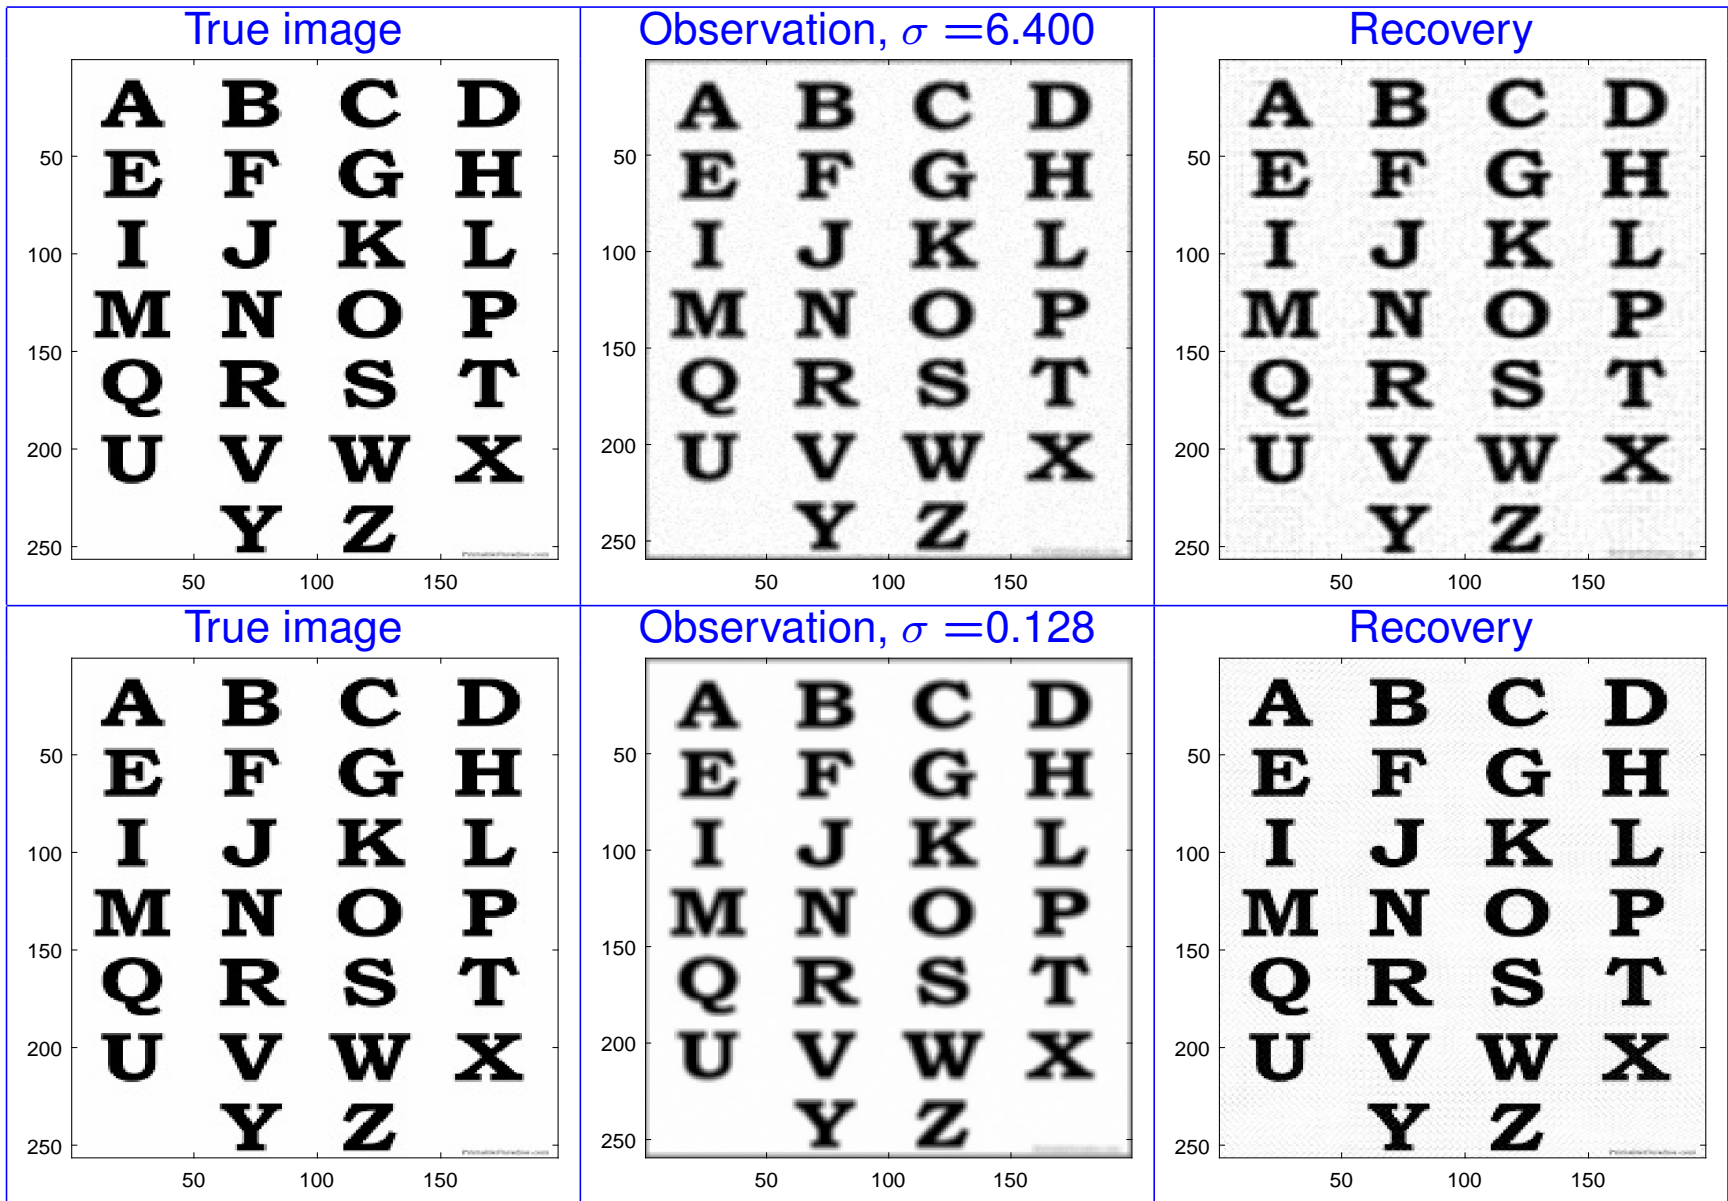 True image
Observation, σ =6.400
Recovery
A B C D
E F G H
I J K L
M N O P
Q R S T
U V W X
Y Z
50
100
150
200
250
50 100 150
A B C D
E F G H
I J K L
M N O P
Q R S T
U V W X
Y Z
50
100
150
200
250
50 100 150
A B C D
E F G H
I J K L
M N O P
Q R S T
U V W X
Y Z
50
100
150
200
250
50 100 150
True image
Observation, σ =0.128
Recovery
A B C D
E F G H
I J K L
M N O P
Q R S T
U V W X
Y Z
50
100
150
200
250
50 100 150
A B C D
E F G H
I J K L
M N O P
Q R S T
U V W X
Y Z
50
100
150
200
250
50 100 150
A B C D
E F G H
I J K L
M N O P
Q R S T
U V W X
Y Z
50
100
150
200
250
50 100 150